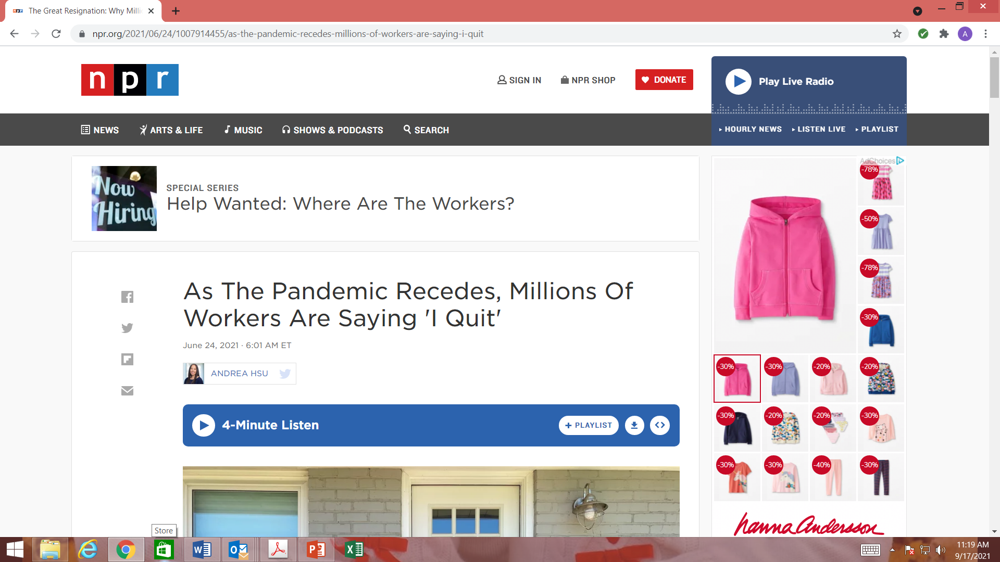 npr
The Great Resignation: Why Milli
npr.org/2021/06/24/1007914455/as-the-pandemic-recedes-millions-of-workers-are-saying-i-quit
A
npr
SIGN IN
NPR SHOP
DONATE
Play Live Radio
NEWS
ARTS & LIFE
MUSIC
SHOWS & PODCASTS
SEARCH
HOURLY NEWS
LISTEN LIVE
PLAYLIST
Now
Hiring
SPECIAL SERIES
Help Wanted: Where Are The Workers?
AdChoices
-78%
-50%
-78%
-30%
As The Pandemic Recedes, Millions Of
Workers Are Saying 'I Quit'
June 24, 2021 · 6:01 AM ET
ANDREA HSU
4-Minute Listen
+ PLAYLIST
-30%
-30%
-20%
-20%
-30%
-20%
-20%
-30%
-30%
-30%
-40%
-30%
hanna andersson
Store
11:19 AM
9/17/2021